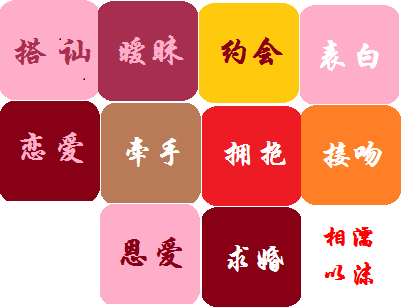 搭讪 暧昧 约会 表白
恋爱 牵手 拥抱 接吻
恩爱 求婚 相濡
以沫